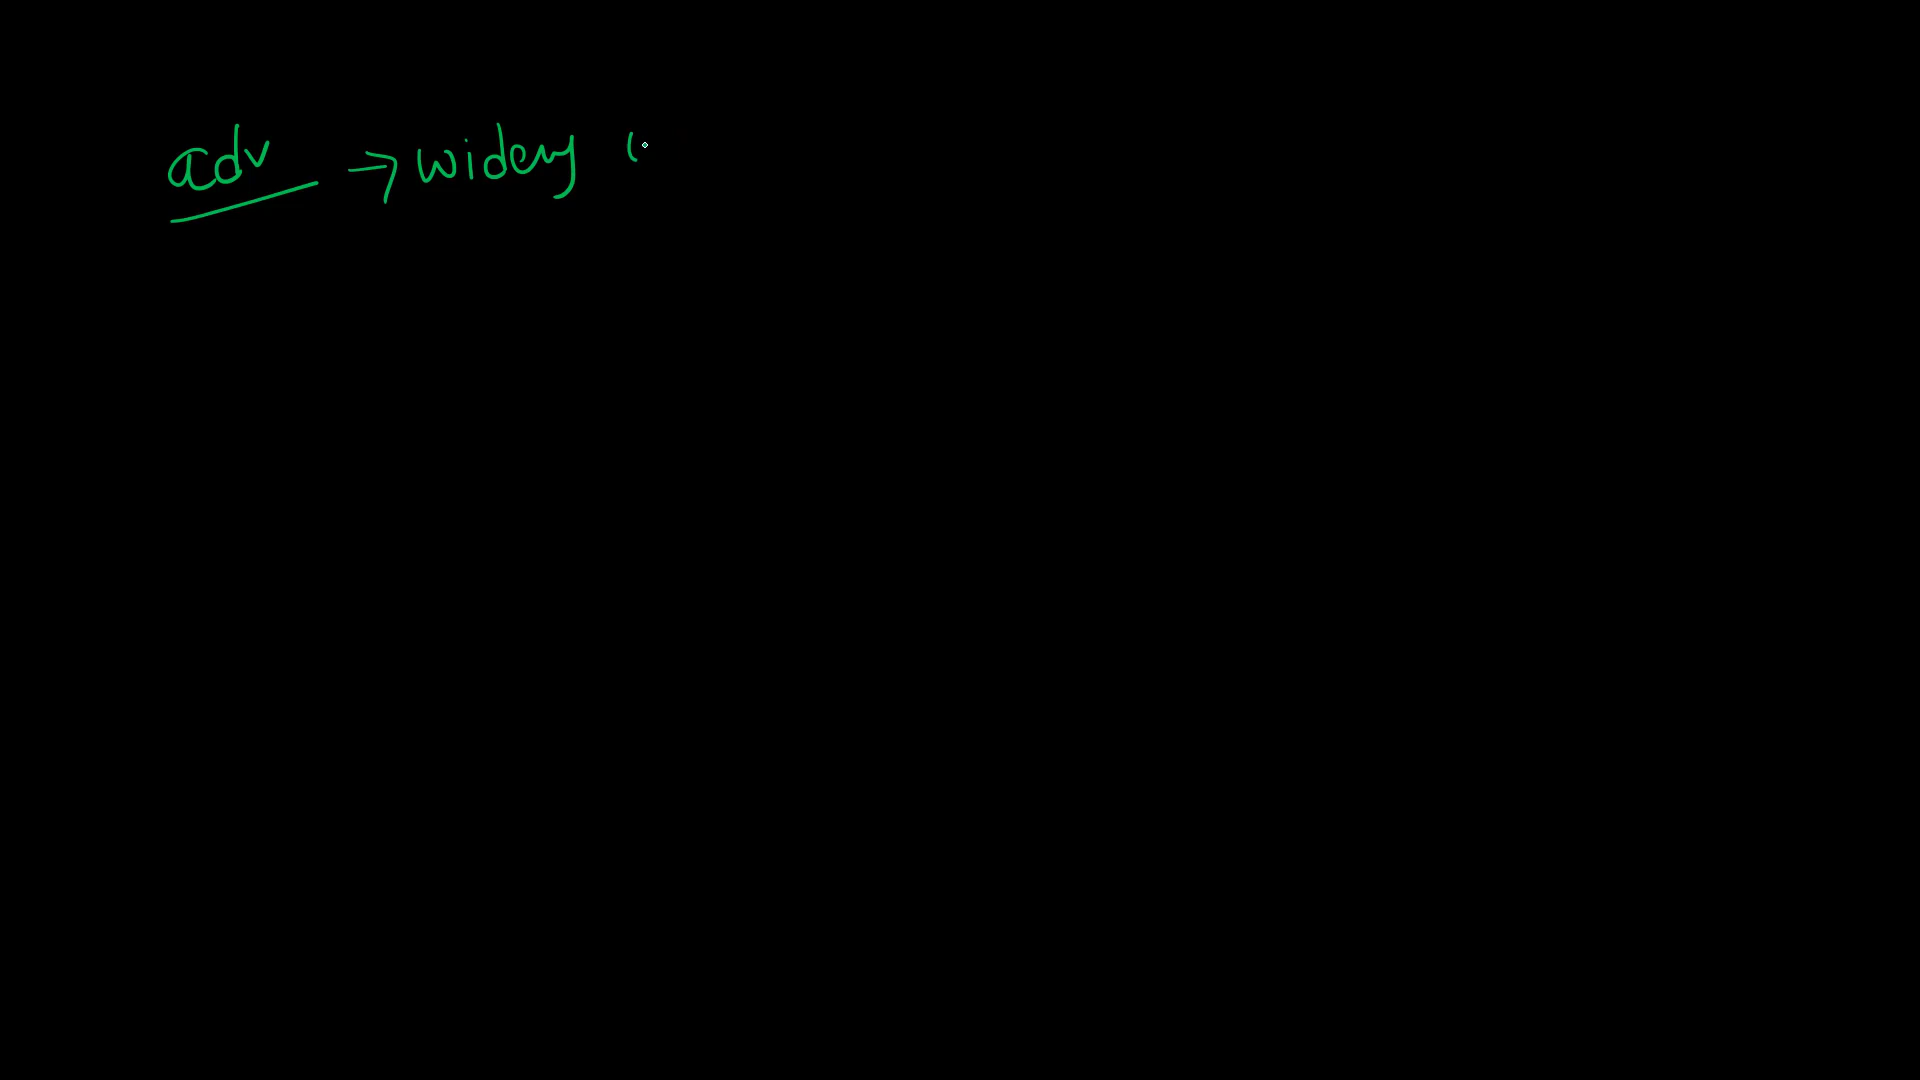 adv → widely (